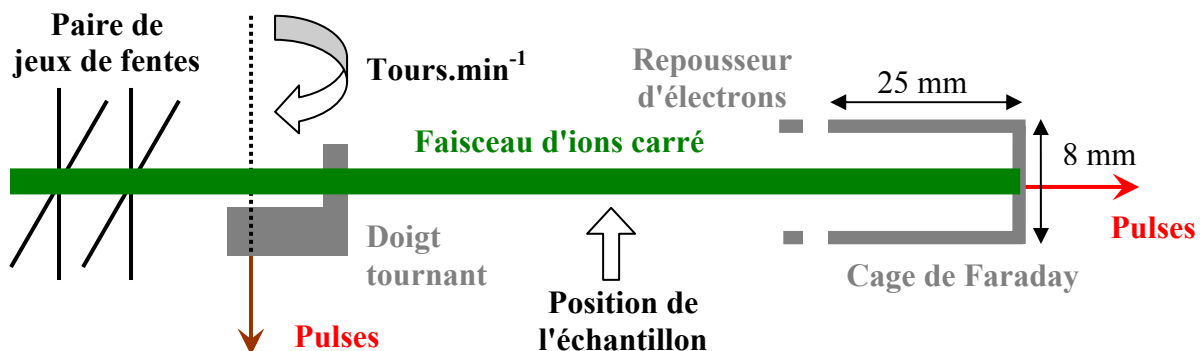 Paire de
jeux de fentes
Tours.min⁻¹
Repousseur
d'électrons
25 mm
Faisceau d'ions carré
8 mm
Pulses
Doigt
tournant
Cage de Faraday
Position de
l'échantillon
Pulses